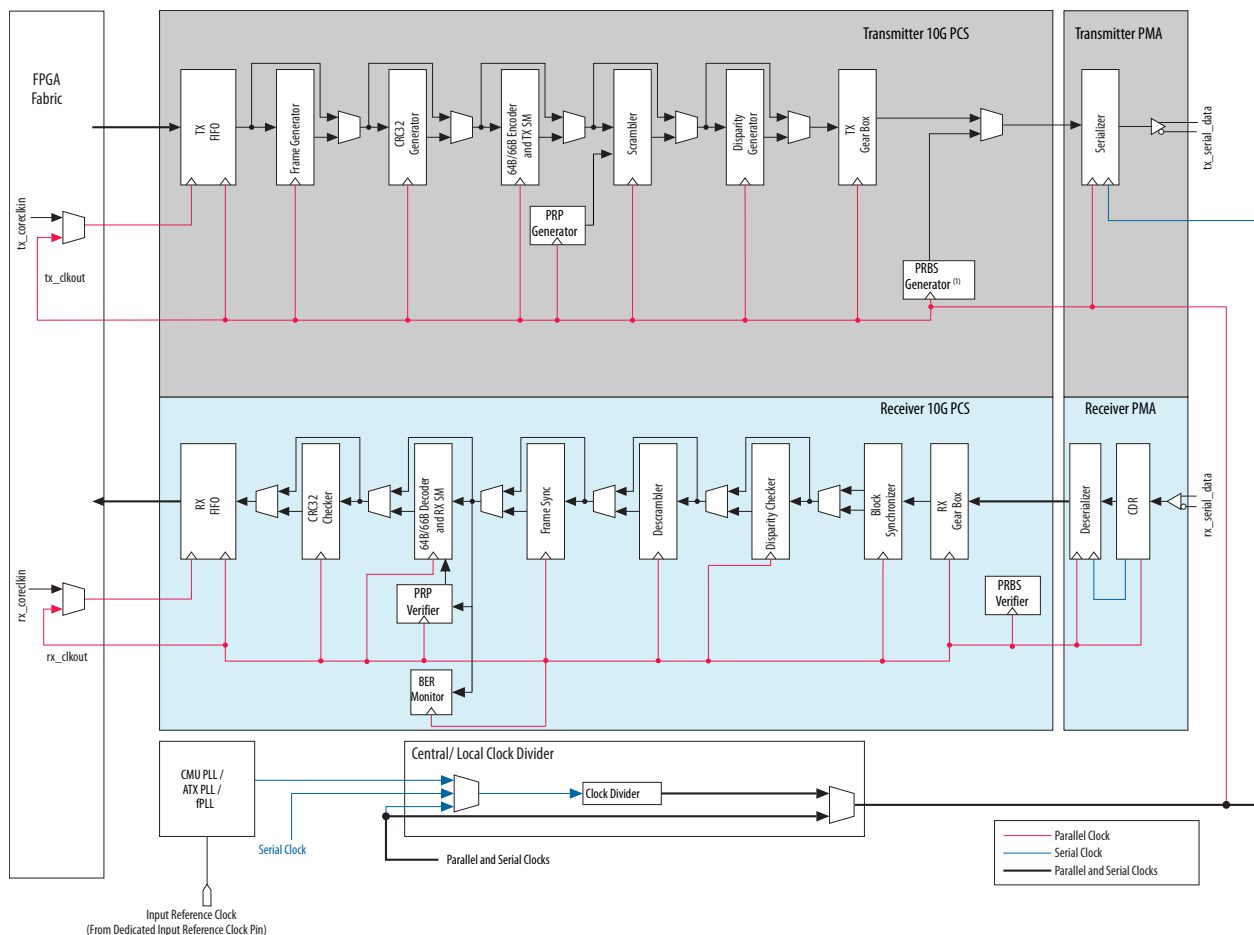 Transmitter 10G PCS
Transmitter PMA
FPGA
Fabric
TX
FIFO
Frame Generator
CRC32
Generator
64B/66B Encoder
and TX SM
Scrambler
Disparity
Generator
TX
Gear Box
Serializer
tx_serial_data
PRP
Generator
tx_coreclkin
tx_clkout
PRBS
Generator (1)
Receiver 10G PCS
Receiver PMA
RX
FIFO
CRC32
Checker
64B/66B Decoder
and RX SM
Frame Sync
Descrambler
Disparity Checker
Block
Synchronizer
RX
Gear Box
Deserializer
CDR
rx_serial_data
rx_coreclkin
rx_clkout
PRP
Verifier
PRBS
Verifier
BER
Monitor
CMU PLL /
ATX PLL /
fPLL
Central/ Local Clock Divider
Clock Divider
Serial Clock
Parallel and Serial Clocks
Parallel Clock
Serial Clock
Parallel and Serial Clocks
Input Reference Clock
(From Dedicated Input Reference Clock Pin)